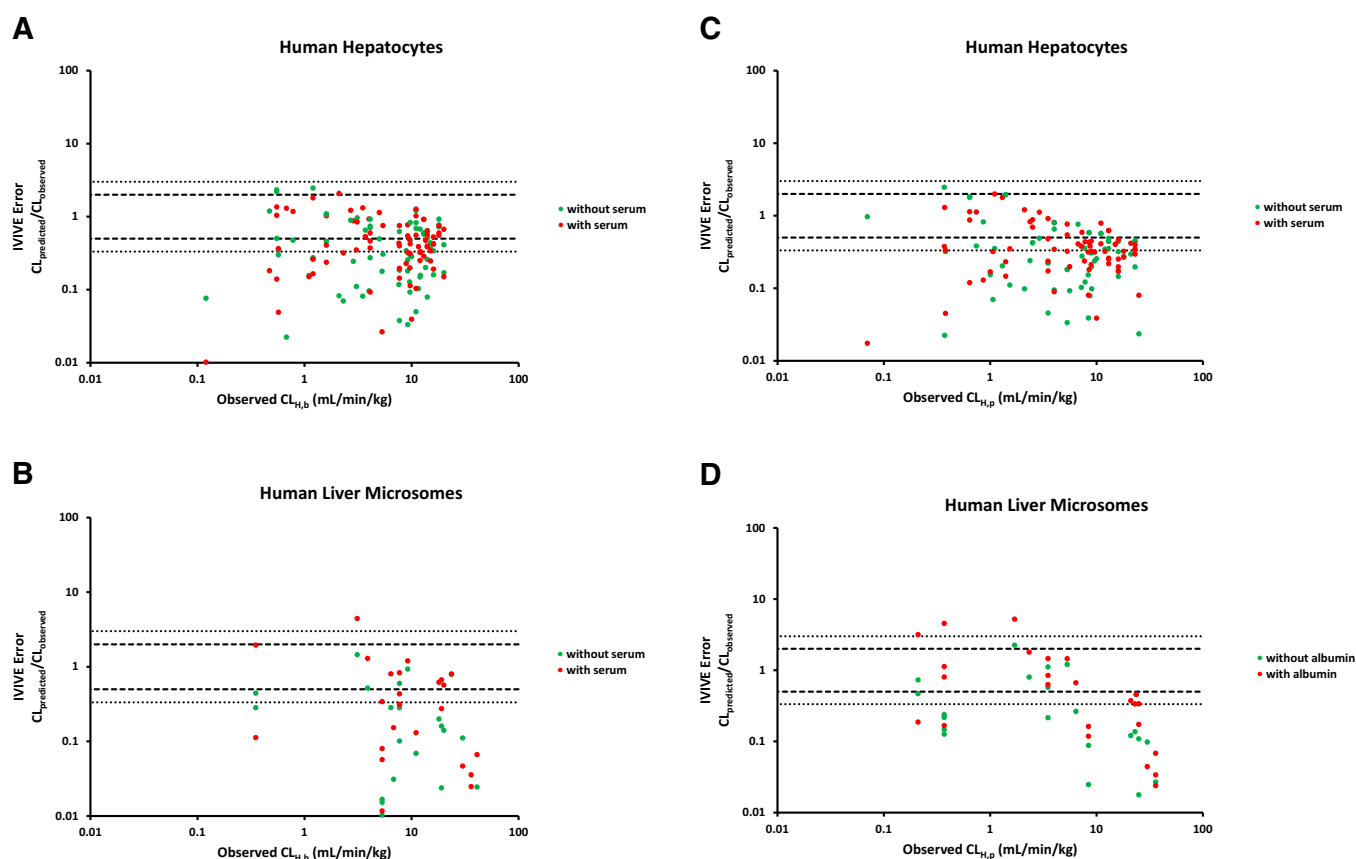 A
Human Hepatocytes
IVIVE Error
CLpredicted/CLobserved
100
10
1
0.1
0.01
0.01 0.1 1 10 100
Observed CLH,b (mL/min/kg)
without serum
with serum
C
Human Hepatocytes
IVIVE Error
CLpredicted/CLobserved
100
10
1
0.1
0.01
0.01 0.1 1 10 100
Observed CLH,p (mL/min/kg)
without serum
with serum
B
Human Liver Microsomes
IVIVE Error
CLpredicted/CLobserved
100
10
1
0.1
0.01
0.01 0.1 1 10 100
Observed CLH,b (mL/min/kg)
without serum
with serum
D
Human Liver Microsomes
IVIVE Error
CLpredicted/CLobserved
100
10
1
0.1
0.01
0.01 0.1 1 10 100
Observed CLH,p (mL/min/kg)
without albumin
with albumin